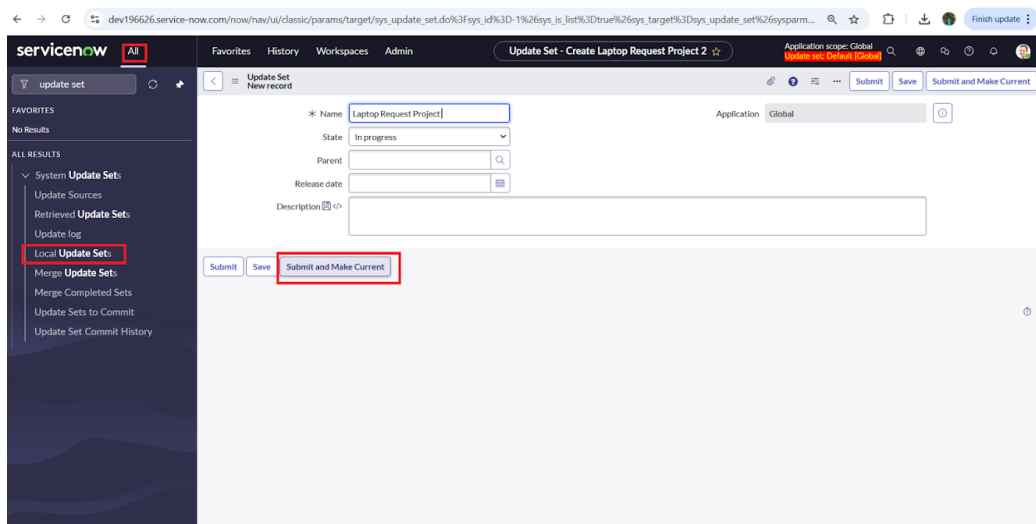 dev196626.service-now.com/now/nav/ui/classic/params/target/sys_update_set.do%3Fsys_id%3D-1%26sys_is_list%3Dtrue%26sys_target%3Dsys_update_set%26sysparm...
Finish update
servicenow
All
Favorites History Workspaces Admin
Update Set - Create Laptop Request Project 2
Application scope: Global
Update set: Default [Global]
update set
Update Set
New record
Submit Save Submit and Make Current
FAVORITES
No Results
ALL RESULTS
System Update Sets
Update Sources
Retrieved Update Sets
Update log
Local Update Sets
Merge Update Sets
Merge Completed Sets
Update Sets to Commit
Update Set Commit History
Name Laptop Request Project
Application Global
State In progress
Parent
Release date
Description
Submit Save Submit and Make Current